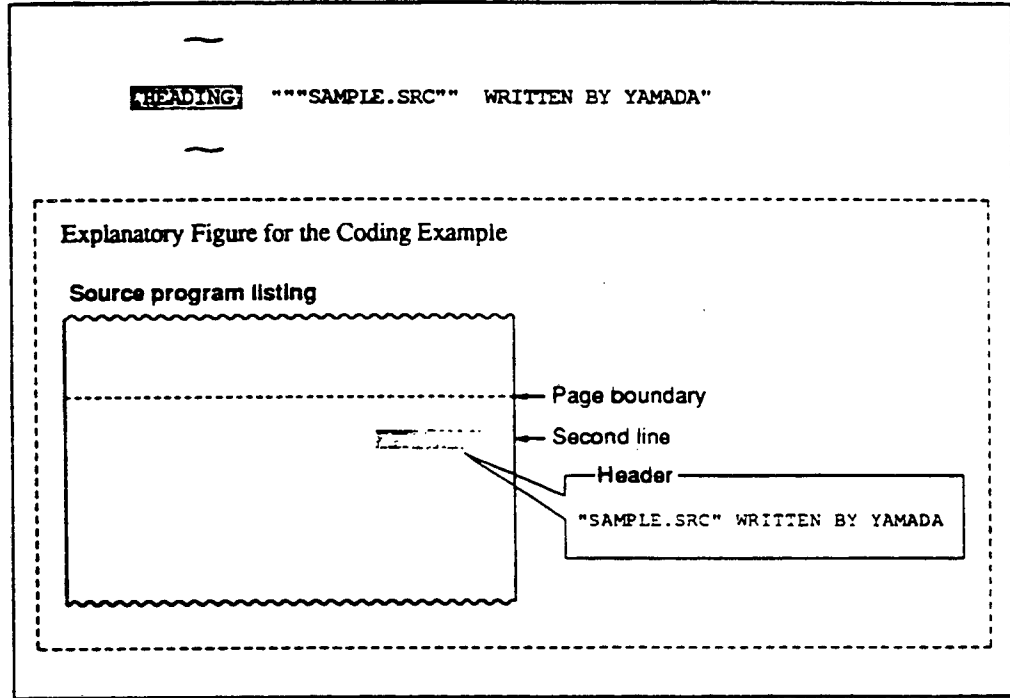 .HEADING """SAMPLE.SRC"" WRITTEN BY YAMADA"
Explanatory Figure for the Coding Example
Source program listing
Page boundary
Second line
Header
"SAMPLE.SRC" WRITTEN BY YAMADA